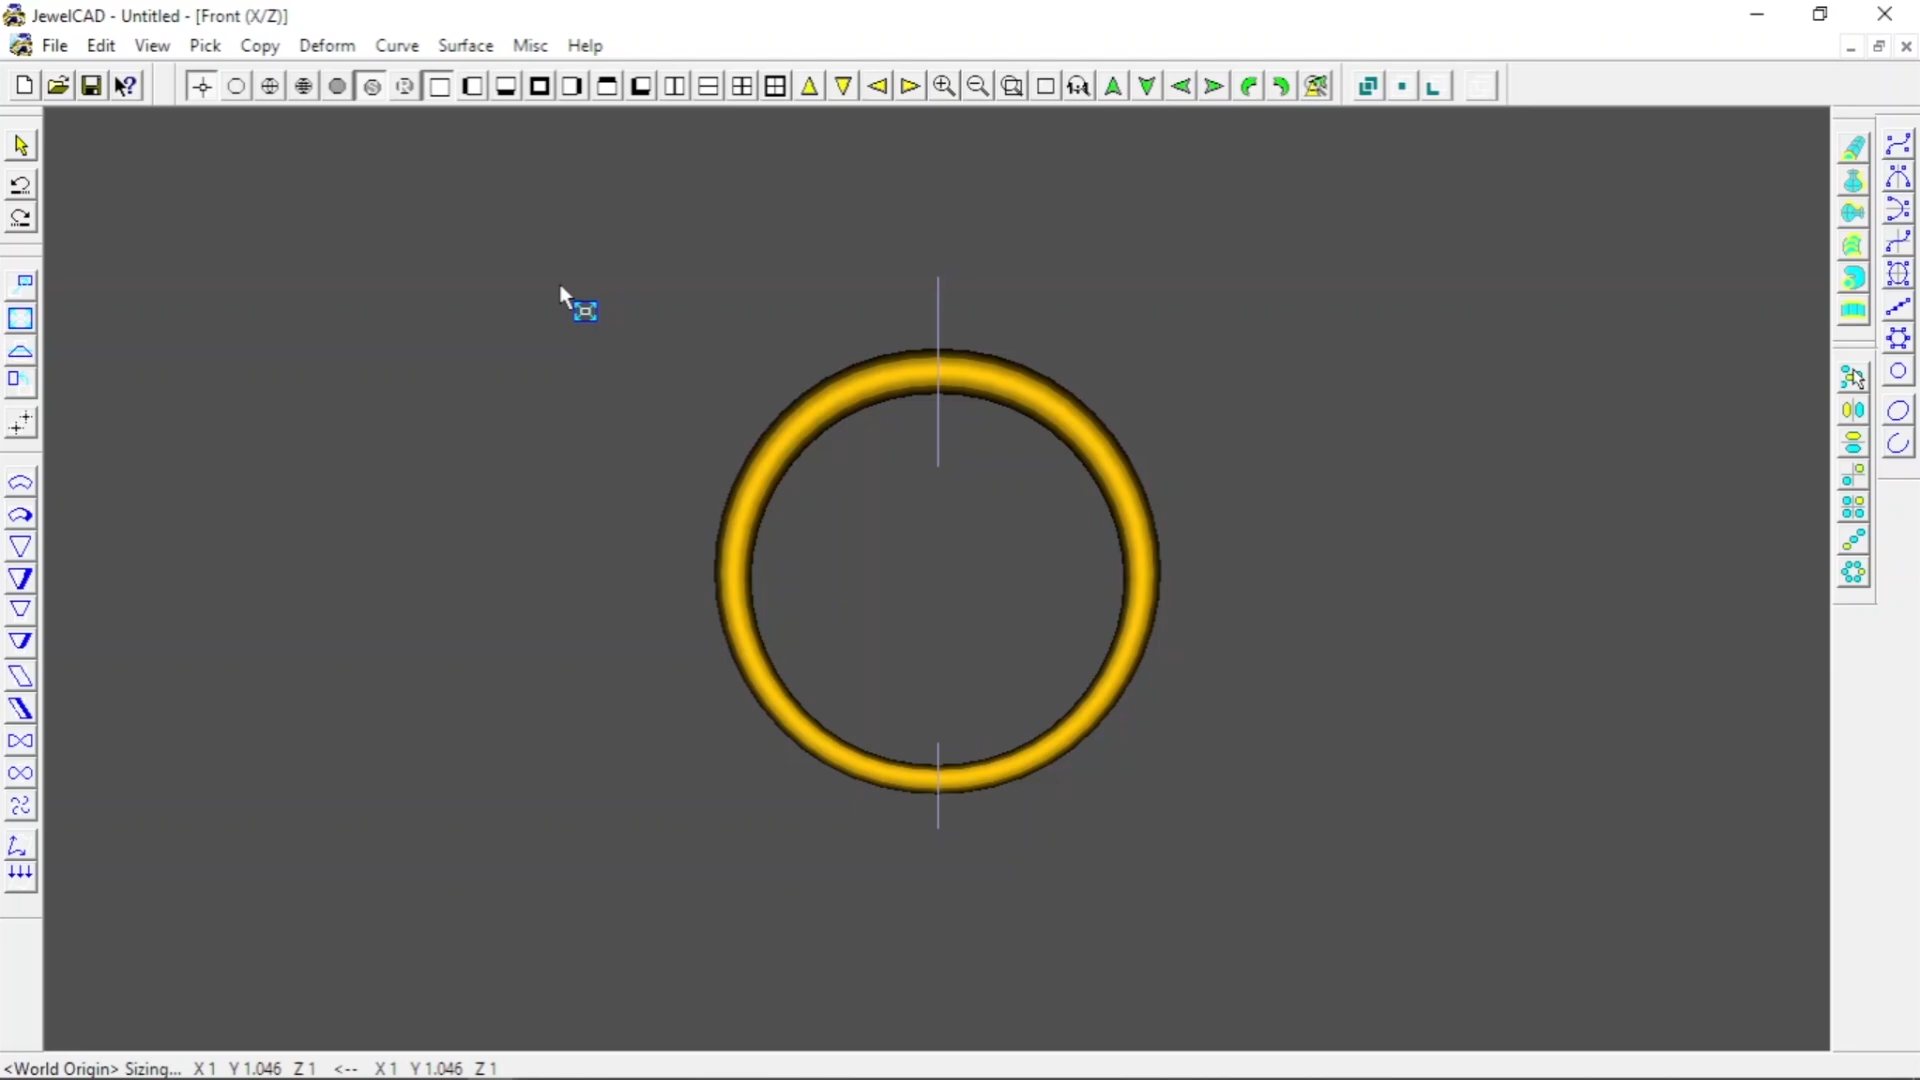 JewelCAD - Untitled - [Front (X/Z)]
File Edit View Pick Copy Deform Curve Surface Misc Help
<World Origin> Sizing... X 1 Y 1.046 Z 1 <-- X 1 Y 1.046 Z 1